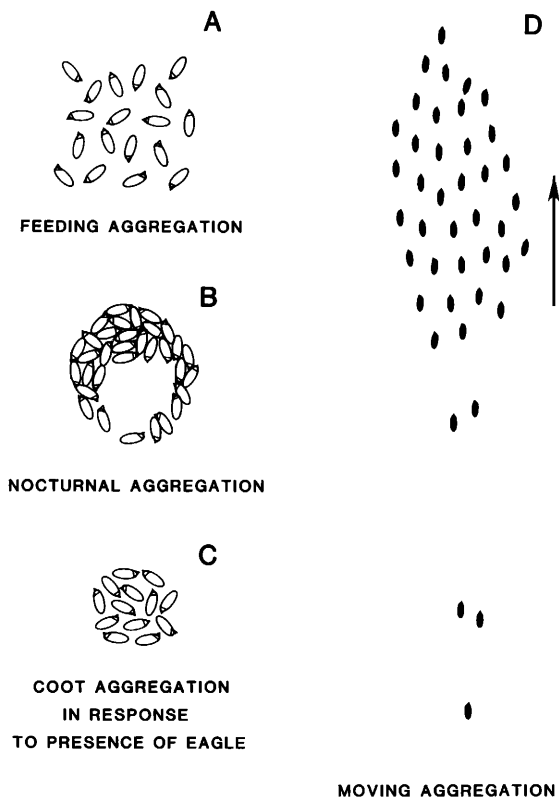 A
FEEDING AGGREGATION
B
NOCTURNAL AGGREGATION
C
COOT AGGREGATION
IN RESPONSE
TO PRESENCE OF EAGLE
D
MOVING AGGREGATION